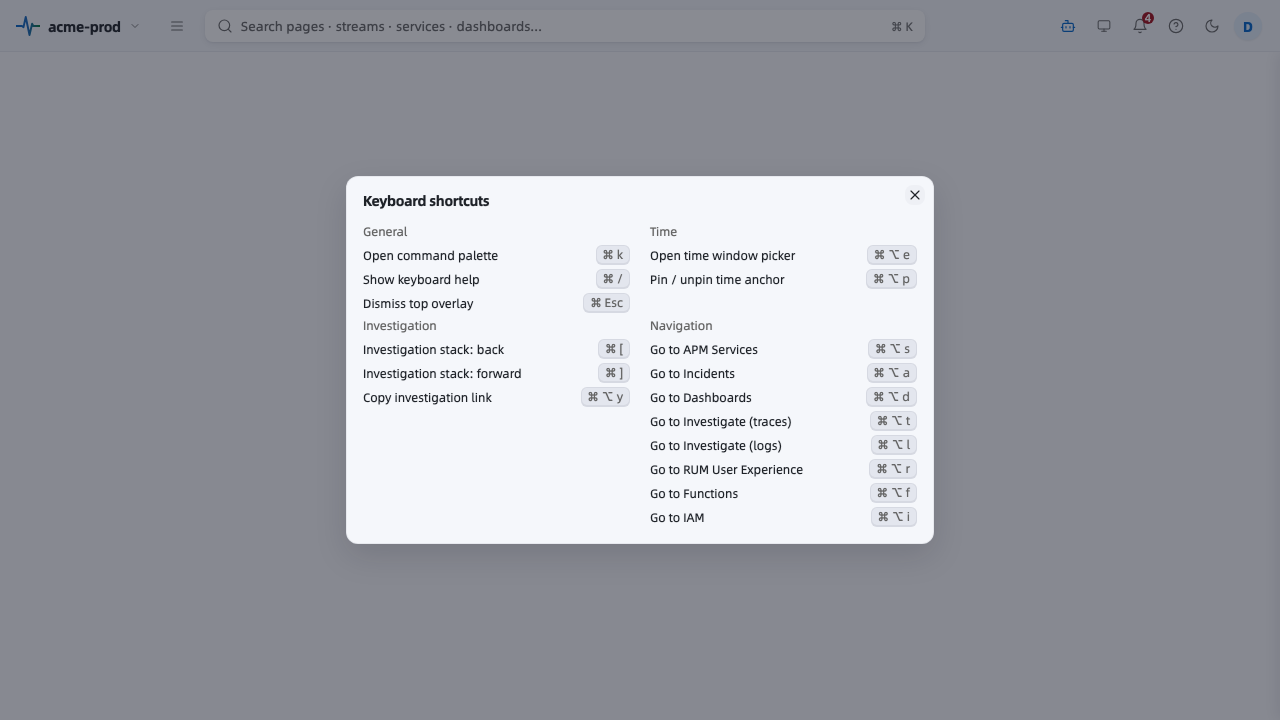 acme-prod
Search pages · streams · services · dashboards...
⌘ K
4
D
Keyboard shortcuts
General
Open command palette ⌘ k
Show keyboard help ⌘ /
Dismiss top overlay ⌘ Esc
Time
Open time window picker ⌘ ⌥ e
Pin / unpin time anchor ⌘ ⌥ p
Investigation
Investigation stack: back ⌘ [
Investigation stack: forward ⌘ ]
Copy investigation link ⌘ ⌥ y
Navigation
Go to APM Services ⌘ ⌥ s
Go to Incidents ⌘ ⌥ a
Go to Dashboards ⌘ ⌥ d
Go to Investigate (traces) ⌘ ⌥ t
Go to Investigate (logs) ⌘ ⌥ l
Go to RUM User Experience ⌘ ⌥ r
Go to Functions ⌘ ⌥ f
Go to IAM ⌘ ⌥ i